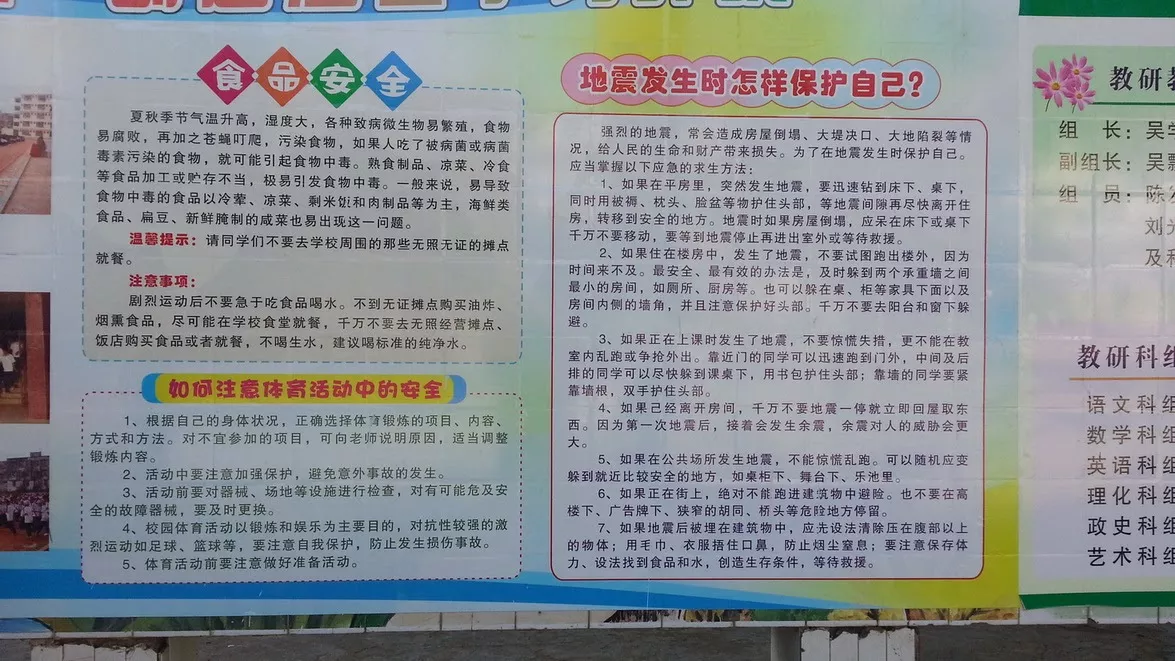 食品安全
夏秋季节气温升高，湿度大，各种致病微生物易繁殖，食物
易腐败，再加之苍蝇叮爬，污染食物，如果人吃了被病菌或病菌
毒素污染的食物，就可能引起食物中毒。熟食制品、凉菜、冷食
等食品加工或贮存不当，极易引发食物中毒。一般来说，易导致
食物中毒的食品以冷荤、凉菜、剩米饭和肉制品等为主，海鲜类
食品、扁豆、新鲜腌制的咸菜也易出现这一问题。
温馨提示：请同学们不要去学校周围的那些无照无证的摊点
就餐。
注意事项：
剧烈运动后不要急于吃食品喝水。不到无证摊点购买油炸、
烟熏食品，尽可能在学校食堂就餐，千万不要去无照经营摊点、
饭店购买食品或者就餐，不喝生水，建议喝标准的纯净水。
如何注意体育活动中的安全
1、根据自己的身体状况，正确选择体育锻炼的项目、内容、
方式和方法。对不宜参加的项目，可向老师说明原因，适当调整
锻炼内容。
2、活动中要注意加强保护，避免意外事故的发生。
3、活动前要对器械、场地等设施进行检查，对有可能危及安
全的故障器械，要及时更换。
4、校园体育活动以锻炼和娱乐为主要目的，对抗性较强的激
烈运动如足球、篮球等，要注意自我保护，防止发生损伤事故。
5、体育活动前要注意做好准备活动。
地震发生时怎样保护自己？
强烈的地震，常会造成房屋倒塌、大堤决口、大地陷裂等情
况，给人民的生命和财产带来损失。为了在地震发生时保护自己。
应当掌握以下应急的求生方法：
1、如果在平房里，突然发生地震，要迅速钻到床下、桌下，
同时用被褥、枕头、脸盆等物护住头部，等地震间隙再尽快离开住
房，转移到安全的地方。地震时如果房屋倒塌，应呆在床下或桌下
千万不要移动，要等到地震停止再进出室外或等待救援。
2、如果住在楼房中，发生了地震，不要试图跑出楼外，因为
时间来不及。最安全、最有效的办法是，及时躲到两个承重墙之间
最小的房间，如厕所、厨房等。也可以躲在桌、柜等家具下面以及
房间内侧的墙角，并且注意保护好头部。千万不要去阳台和窗下躲
避。
3、如果正在上课时发生了地震，不要惊慌失措，更不能在教
室内乱跑或争抢外出。靠近门的同学可以迅速跑到门外，中间及后
排的同学可以尽快躲到课桌下，用书包护住头部；靠墙的同学要紧
靠墙根，双手护住头部。
4、如果己经离开房间，千万不要地震一停就立即回屋取东
西。因为第一次地震后，接着会发生余震，余震对人的威胁会更
大。
5、如果在公共场所发生地震，不能惊慌乱跑。可以随机应变
躲到就近比较安全的地方，如桌柜下、舞台下、乐池里。
6、如果正在街上，绝对不能跑进建筑物中避险。也不要在高
楼下、广告牌下、狭窄的胡同、桥头等危险地方停留。
7、如果地震后被埋在建筑物中，应先设法清除压在腹部以上
的物体；用毛巾、衣服捂住口鼻，防止烟尘窒息；要注意保存体
力、设法找到食品和水，创造生存条件，等待救援。
教研
组 长：吴
副组长：吴
组 员：陈
刘
及
教研科组
语文科组
数学科组
英语科组
理化科组
政史科组
艺术科组